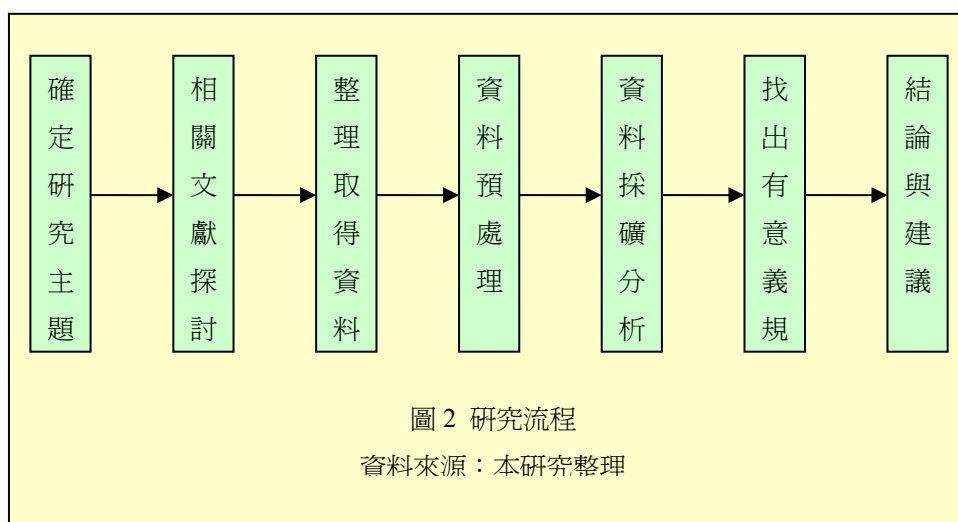 確定研究主題
相關文獻探討
整理取得資料
資料預處理
資料採礦分析
找出有意義規
結論與建議
圖 2 研究流程
資料來源：本研究整理